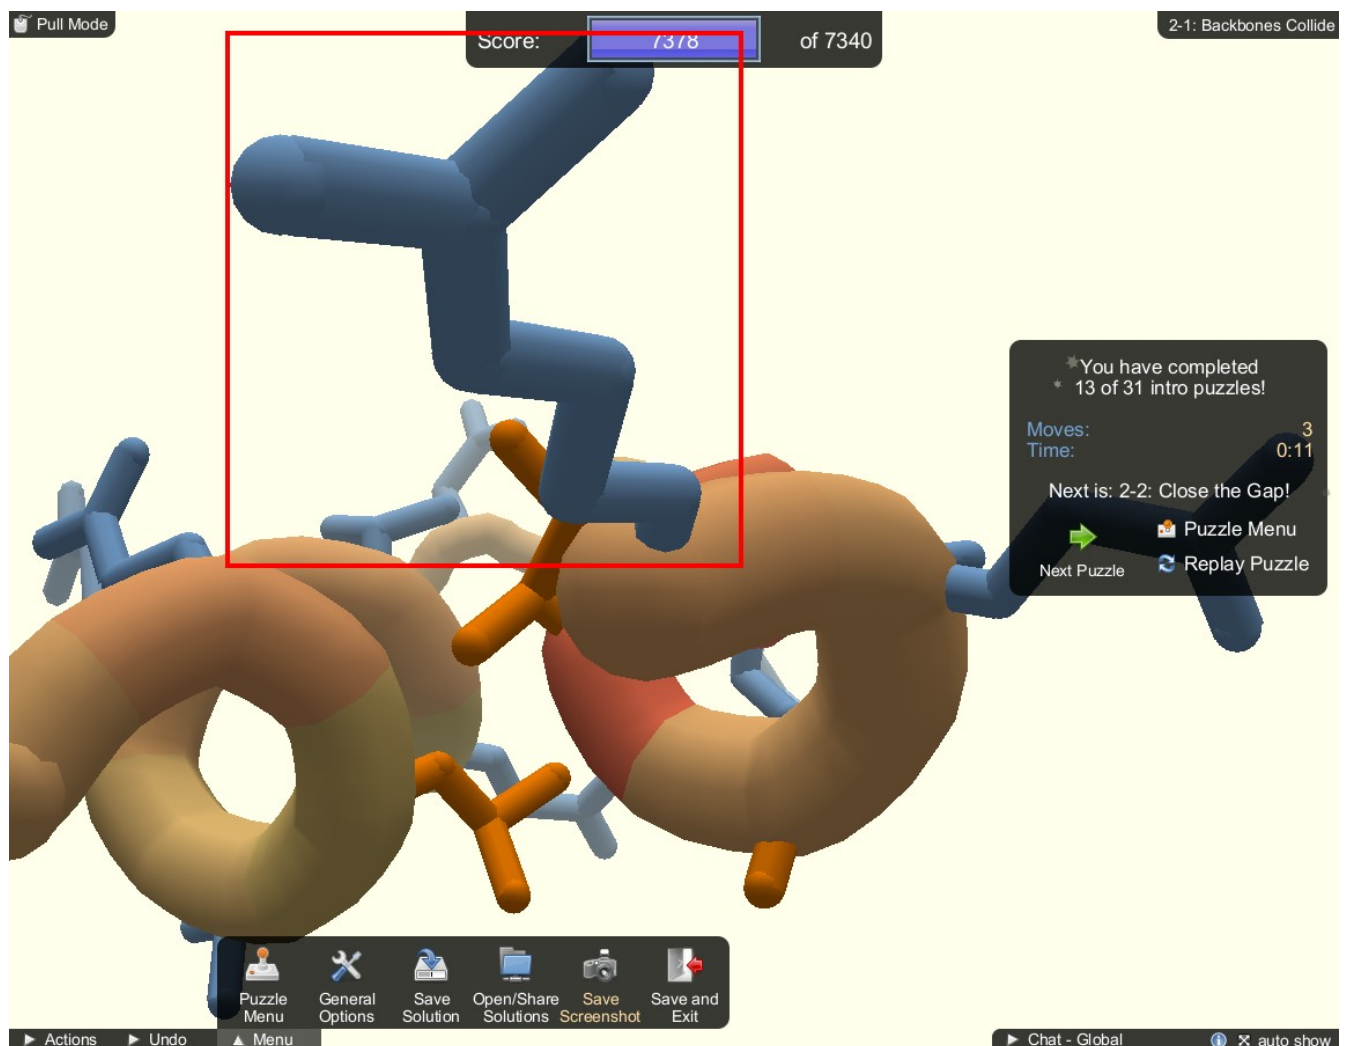 Pull Mode
Score: 7378 of 7340
2-1: Backbones Collide
You have completed
13 of 31 intro puzzles!
Moves: 3
Time: 0:11
Next is: 2-2: Close the Gap!
Next Puzzle
Puzzle Menu
Replay Puzzle
Puzzle Menu
General Options
Save Solution
Open/Share Solutions
Save Screenshot
Save and Exit
Actions
Undo
Menu
Chat - Global
auto show